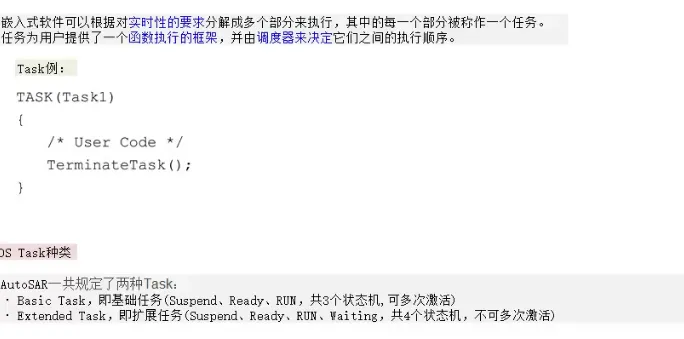 嵌入式软件可以根据对实时性的要求分解成多个部分来执行，其中的每一个部分被称作一个任务。
任务为用户提供了一个函数执行的框架，并由调度器来决定它们之间的执行顺序。
Task例：
TASK(Task1)
{
/* User Code */
TerminateTask();
}
OS Task种类
AutoSAR一共规定了两种Task：
· Basic Task，即基础任务(Suspend、Ready、RUN，共3个状态机,可多次激活)
· Extended Task，即扩展任务(Suspend、Ready、RUN、Waiting，共4个状态机，不可多次激活)